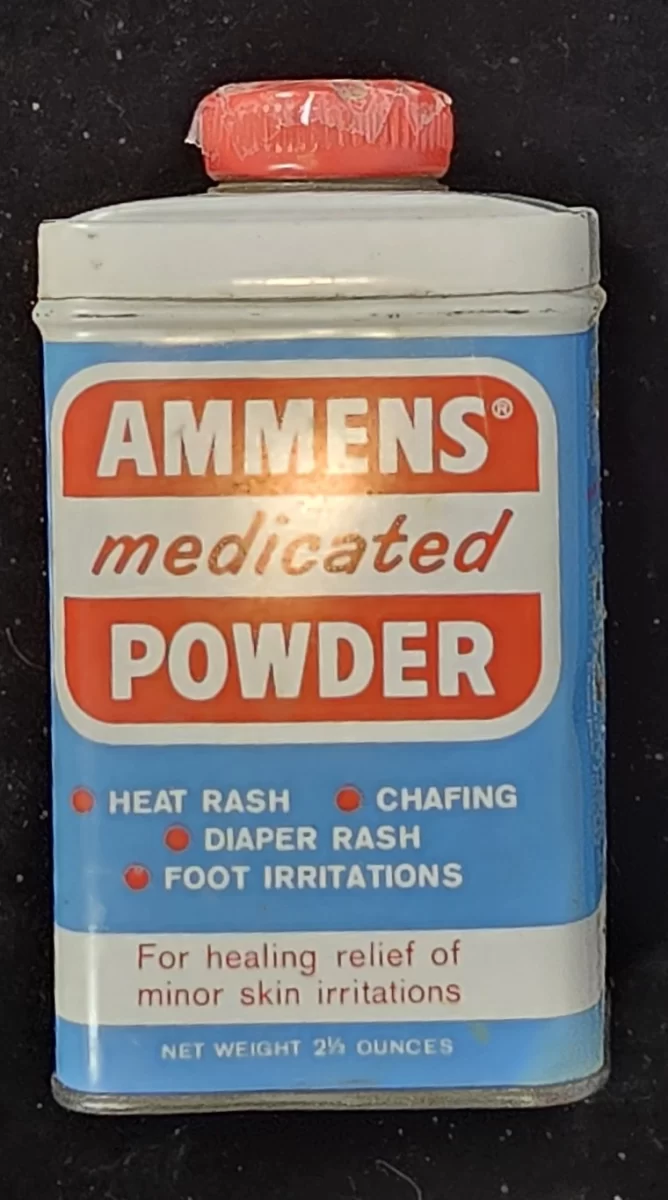 AMMENS®
medicated
POWDER
• HEAT RASH • CHAFING
• DIAPER RASH
• FOOT IRRITATIONS
For healing relief of
minor skin irritations
NET WEIGHT 2½ OUNCES